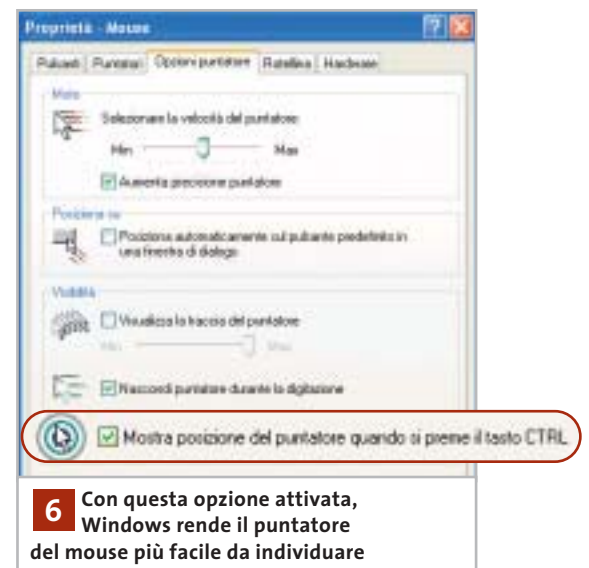 Proprietà - Mouse
Pulsanti Puntatori Opzioni puntatore Rotellina Hardware
Moto
Selezionare la velocità del puntatore:
Min Max
Aumenta precisione puntatore
Posiziona su
Posiziona automaticamente sul pulsante predefinito in
una finestra di dialogo
Visibilità
Visualizza la traccia del puntatore
Min Max
Nascondi puntatore durante la digitazione
Mostra posizione del puntatore quando si preme il tasto CTRL
6 Con questa opzione attivata,
Windows rende il puntatore
del mouse più facile da individuare